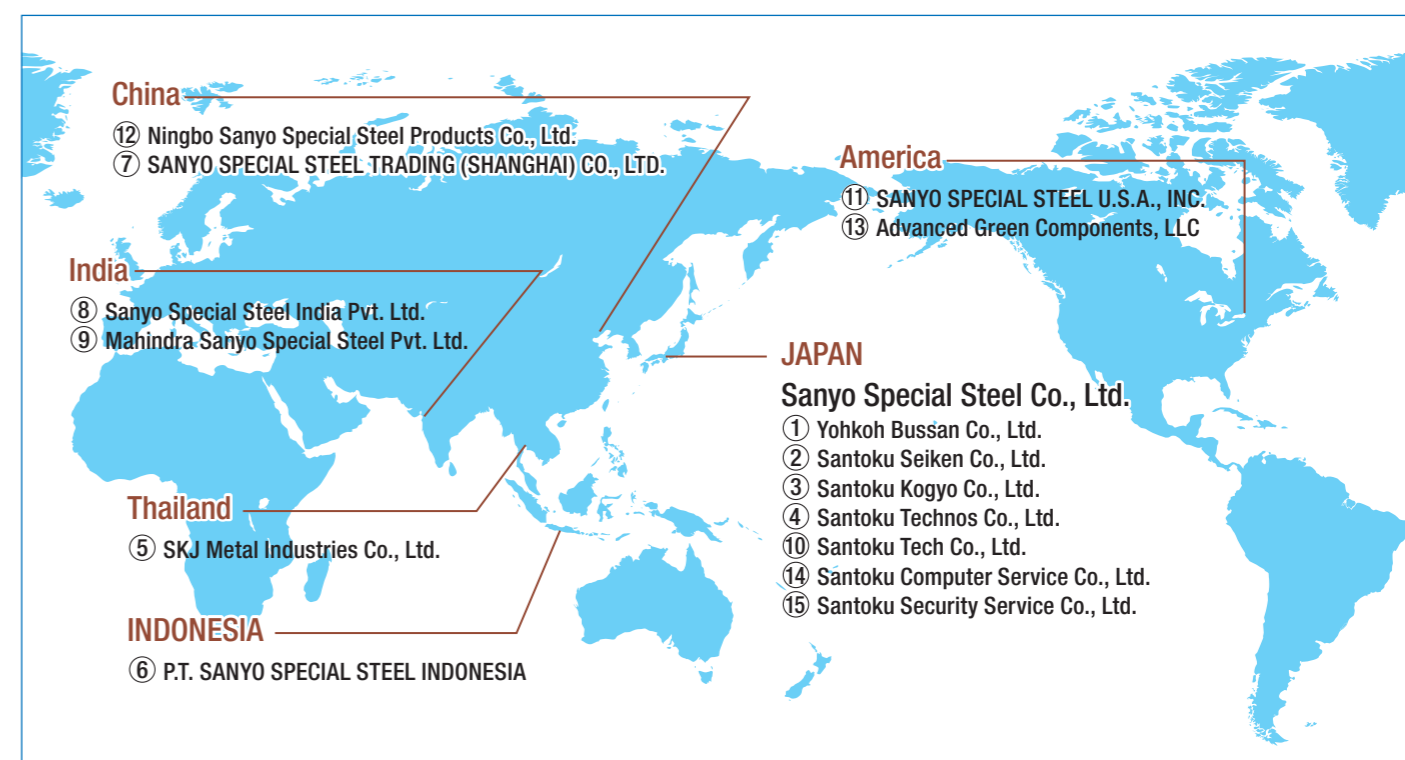 China
⑫ Ningbo Sanyo Special Steel Products Co., Ltd.
⑦ SANYO SPECIAL STEEL TRADING (SHANGHAI) CO., LTD.
America
⑪ SANYO SPECIAL STEEL U.S.A., INC.
⑬ Advanced Green Components, LLC
India
⑧ Sanyo Special Steel India Pvt. Ltd.
⑨ Mahindra Sanyo Special Steel Pvt. Ltd.
JAPAN
Sanyo Special Steel Co., Ltd.
① Yohkoh Bussan Co., Ltd.
② Santoku Seiken Co., Ltd.
③ Santoku Kogyo Co., Ltd.
④ Santoku Technos Co., Ltd.
⑩ Santoku Tech Co., Ltd.
⑭ Santoku Computer Service Co., Ltd.
⑮ Santoku Security Service Co., Ltd.
Thailand
⑤ SKJ Metal Industries Co., Ltd.
INDONESIA
⑥ P.T. SANYO SPECIAL STEEL INDONESIA